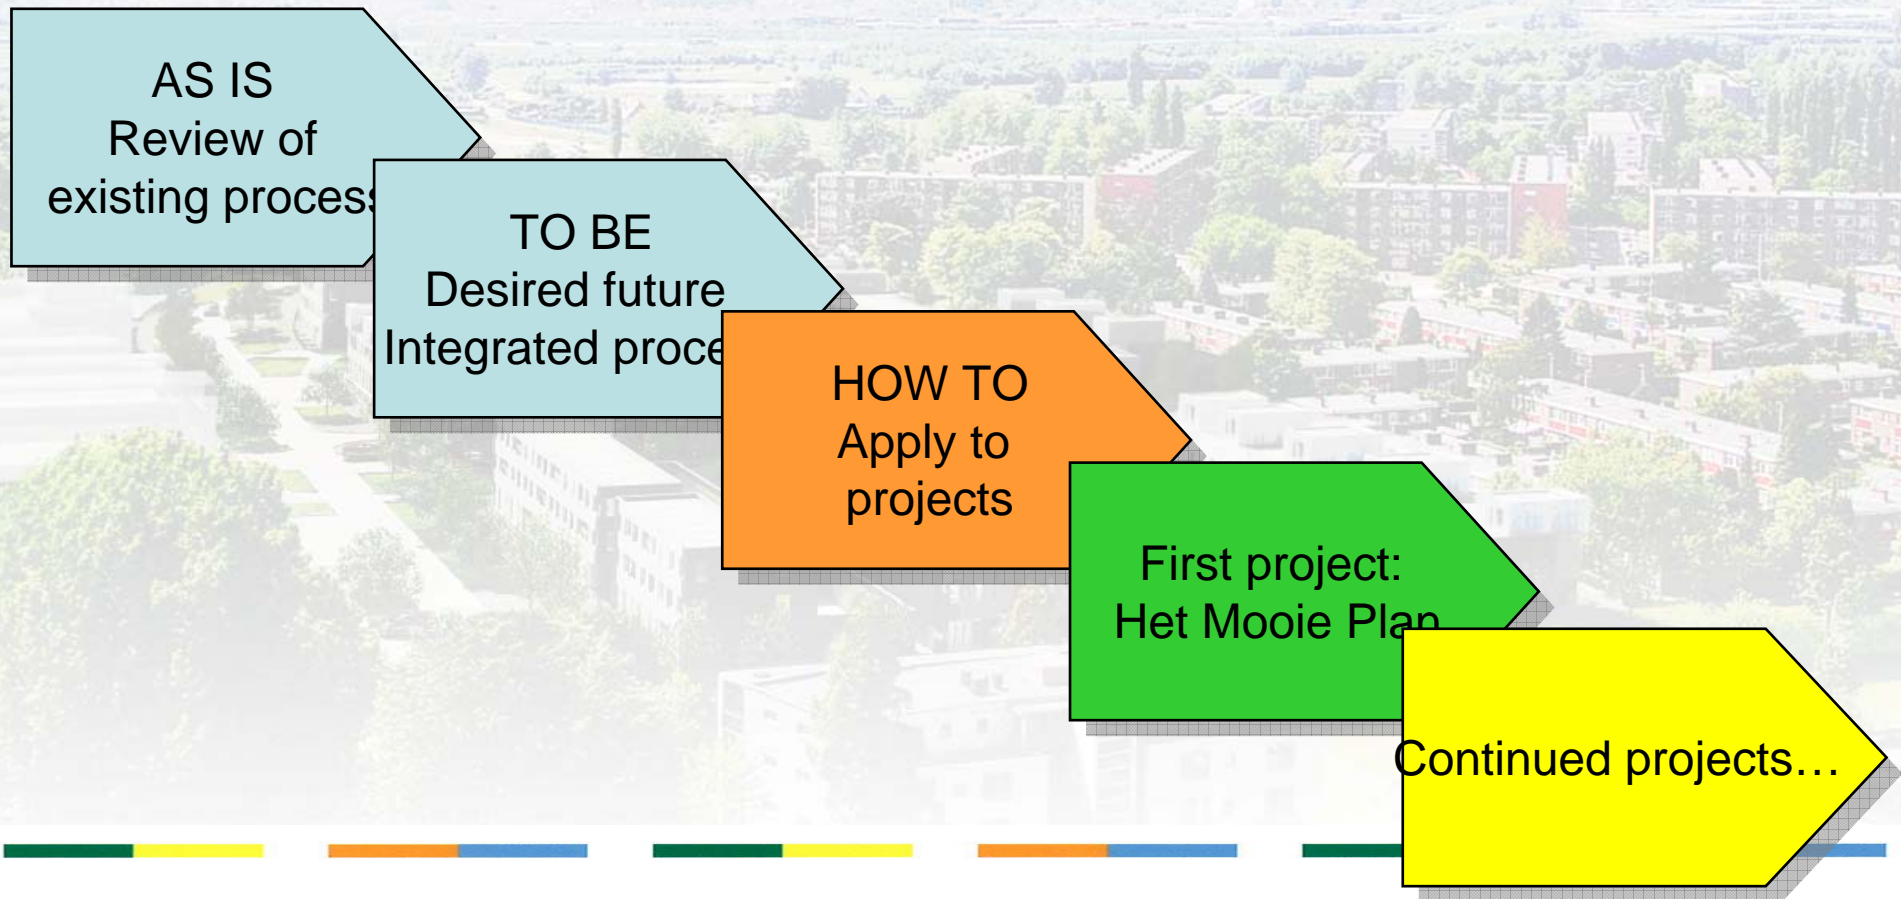 AS IS
Review of
existing process
TO BE
Desired future
Integrated proce
HOW TO
Apply to
projects
First project:
Het Mooie Plan
Continued projects…